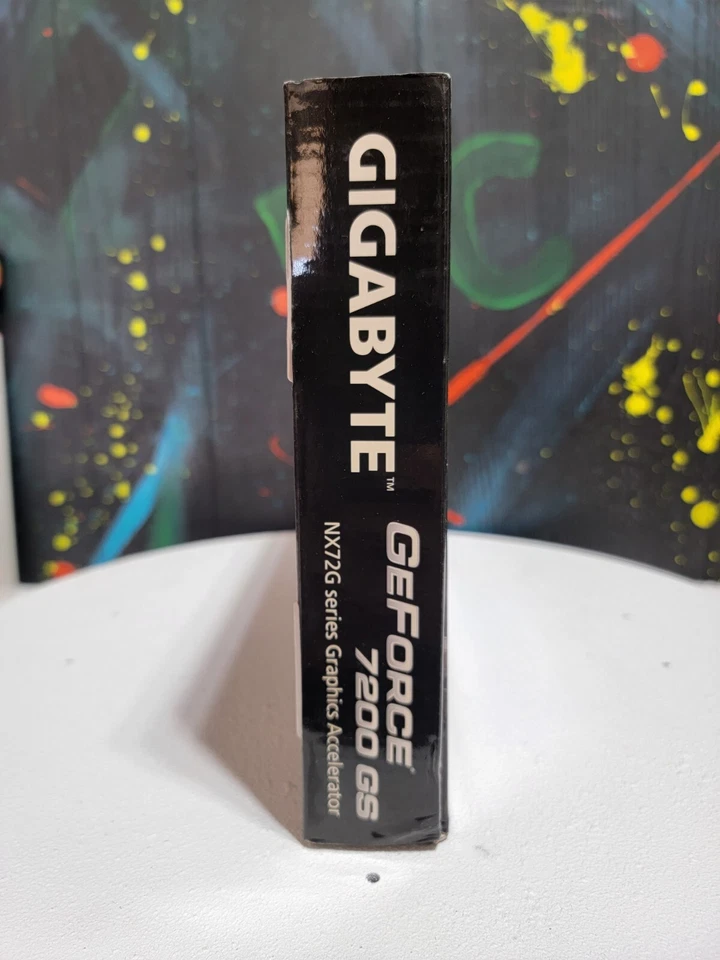 GIGABYTE™
GEFORCE®
7200 GS
NX72G series Graphics Accelerator